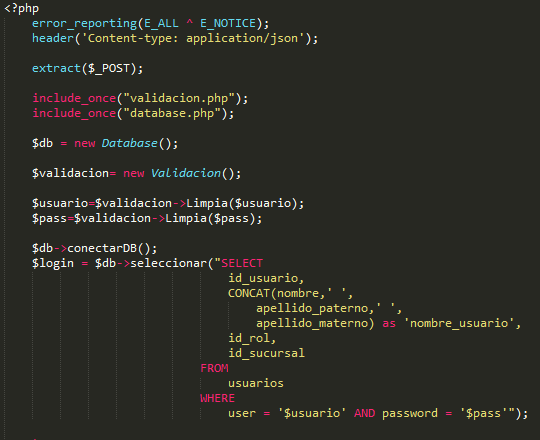 <?php
error_reporting(E_ALL ^ E_NOTICE);
header('Content-type: application/json');
extract($_POST);
include_once("validacion.php");
include_once("database.php");
$db = new Database();
$validacion= new Validacion();
$usuario=$validacion->Limpia($usuario);
$pass=$validacion->Limpia($pass);
$db->conectarDB();
$login = $db->seleccionar("SELECT
id_usuario,
CONCAT(nombre,' ',
apellido_paterno,' ',
apellido_materno) as 'nombre_usuario',
id_rol,
id_sucursal
FROM
usuarios
WHERE
user = '$usuario' AND password = '$pass'");